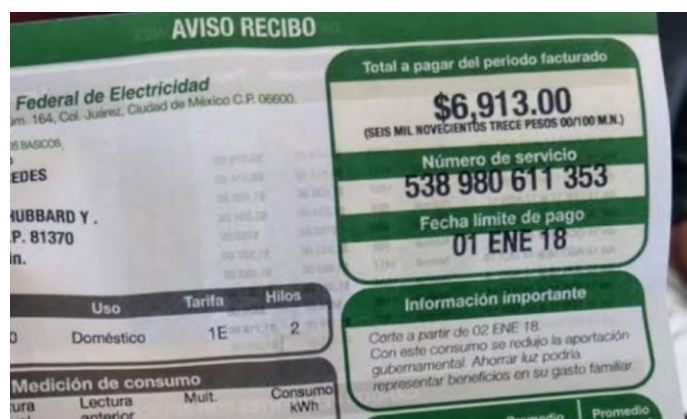 AVISO RECIBO
Federal de Electricidad
164, Col. Juárez, Ciudad de México C.P. 06600.
BASICOS
EDES
HUBBARD Y .
.P. 81370
in.
Total a pagar del periodo facturado
$6,913.00
(SEIS MIL NOVECIENTOS TRECE PESOS 00/100 M.N.)
Número de servicio
538 980 611 353
Fecha límite de pago
01 ENE 18
Información importante
Corte a partir de 02 ENE 18.
Con este consumo se redujo la aportación
gubernamental. Ahorrar luz podría
representar beneficios en su gasto familiar.
Uso Tarifa Hilos
Doméstico 1E 2
Medición de consumo
Lectura Mult. Consumo
anterior kWh
Promedio Promedio